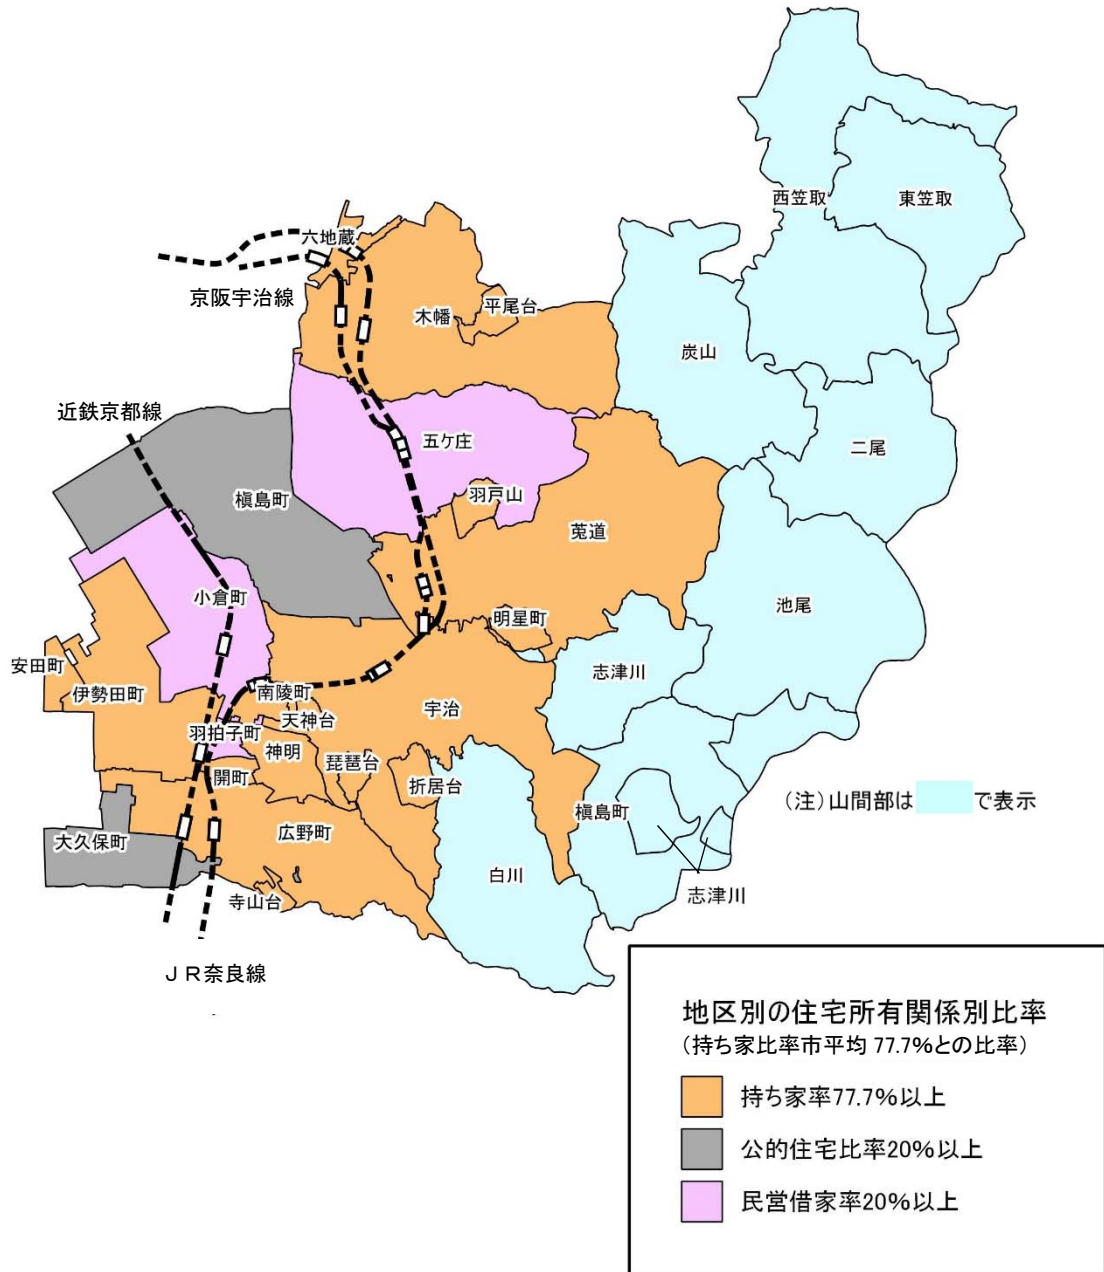 西笠取
東笠取
六地蔵
京阪宇治線
木幡
平尾台
炭山
近鉄京都線
五ケ庄
二尾
槇島町
羽戸山
莵道
小倉町
池尾
明星町
安田町
伊勢田町
志津川
南陵町
天神台
宇治
羽拍子町
神明
琵琶台
開町
折居台
(注)山間部は で表示
槇島町
広野町
大久保町
白川
志津川
寺山台
JR奈良線
地区別の住宅所有関係別比率
(持ち家比率市平均 77.7%との比率)
持ち家率77.7%以上
公的住宅比率20%以上
民営借家率20%以上